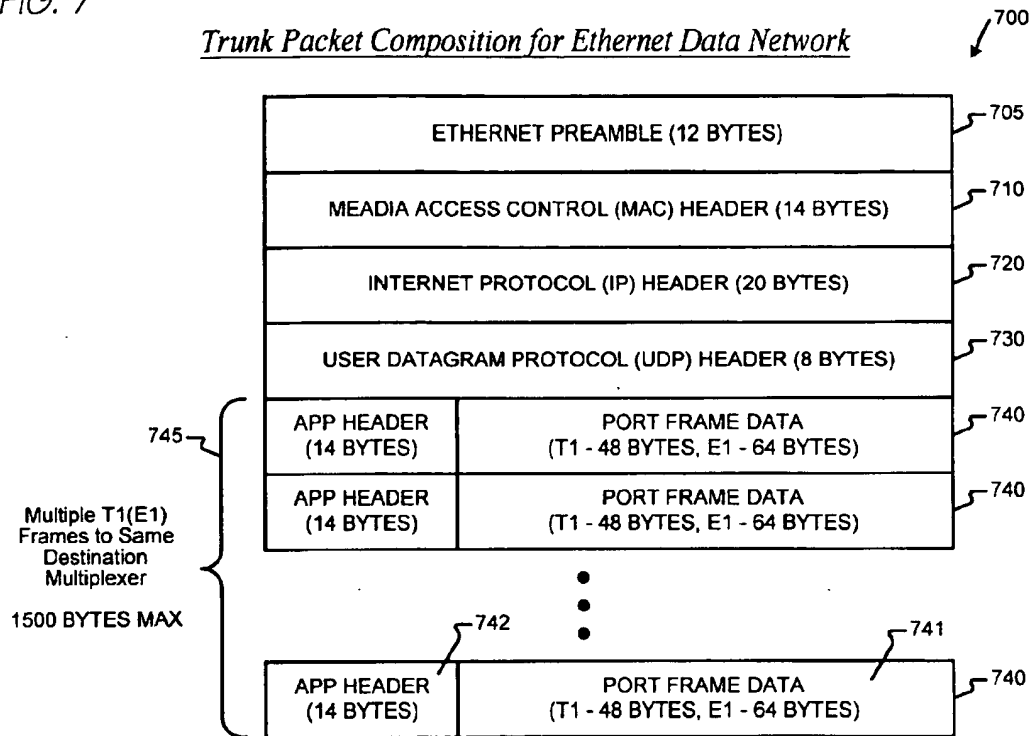 FIG. 7
Trunk Packet Composition for Ethernet Data Network
700
ETHERNET PREAMBLE (12 BYTES)
705
MEADIA ACCESS CONTROL (MAC) HEADER (14 BYTES)
710
INTERNET PROTOCOL (IP) HEADER (20 BYTES)
720
USER DATAGRAM PROTOCOL (UDP) HEADER (8 BYTES)
730
745
Multiple T1(E1)
Frames to Same
Destination
Multiplexer
1500 BYTES MAX
APP HEADER
(14 BYTES)
PORT FRAME DATA
(T1 - 48 BYTES, E1 - 64 BYTES)
740
APP HEADER
(14 BYTES)
PORT FRAME DATA
(T1 - 48 BYTES, E1 - 64 BYTES)
740
742
741
APP HEADER
(14 BYTES)
PORT FRAME DATA
(T1 - 48 BYTES, E1 - 64 BYTES)
740